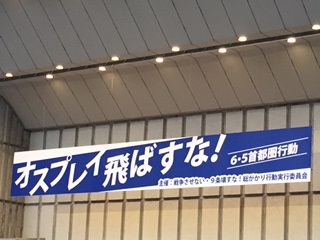 オスプレイ飛ばすな!
6・5首都圏行動
主催:戦争させない・9条壊すな!総がかり行動実行委員会